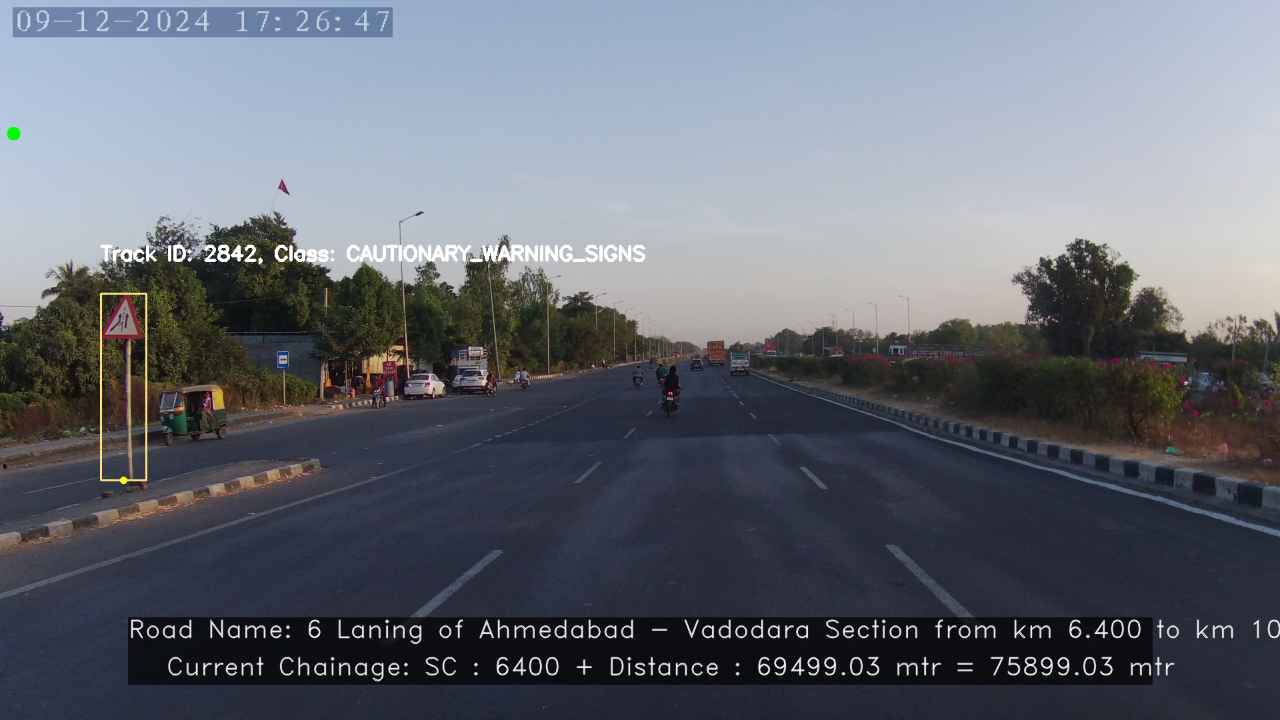 09-12-2024 17:26:47
Track ID: 2842, Class: CAUTIONARY_WARNING_SIGNS
Road Name: 6 Laning of Ahmedabad - Vadodara Section from km 6.400 to km 10
Current Chainage: SC : 6400 + Distance : 69499.03 mtr = 75899.03 mtr